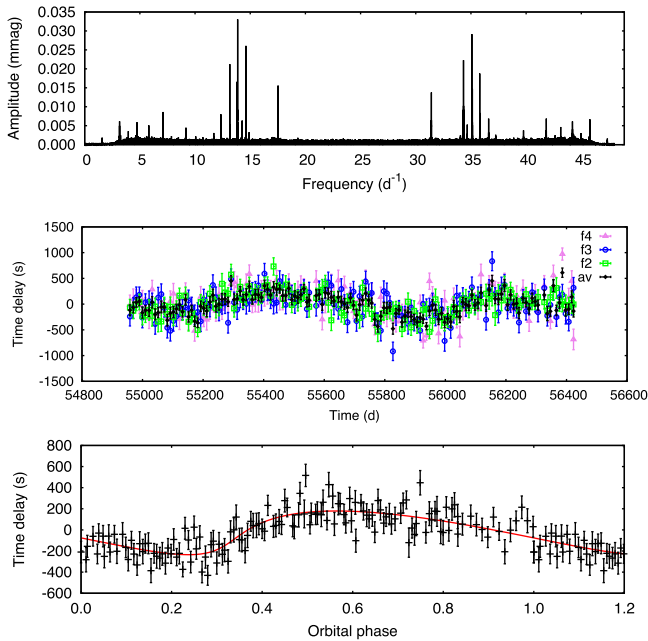 Amplitude (mmag)
0.035
0.030
0.025
0.020
0.015
0.010
0.005
0.000
0 5 10 15 20 25 30 35 40 45
Frequency (d-1)
Time delay (s)
1500
1000
500
0
-500
-1000
-1500
f4
f3
f2
av
54800 55000 55200 55400 55600 55800 56000 56200 56400 56600
Time (d)
Time delay (s)
800
600
400
200
0
-200
-400
-600
0.0 0.2 0.4 0.6 0.8 1.0 1.2
Orbital phase